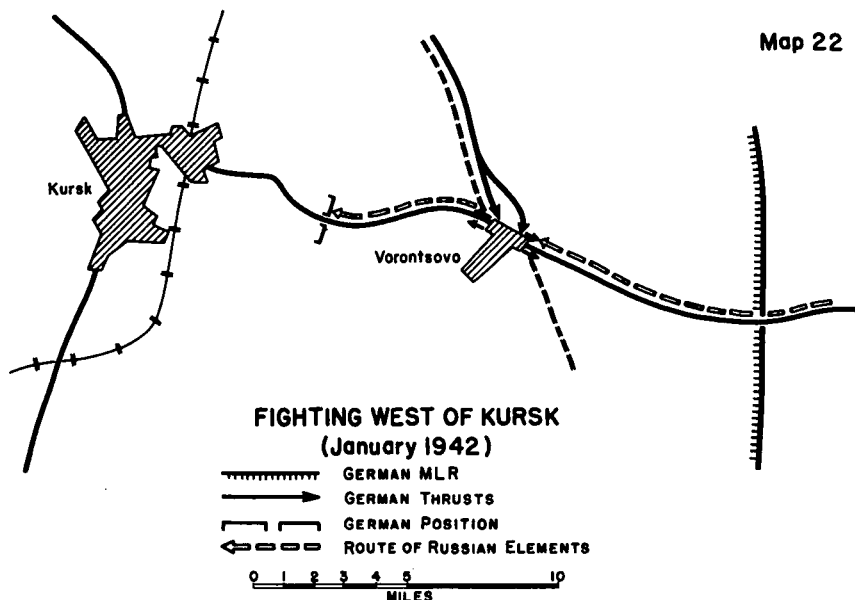 Map 22
Kursk
Vorontsovo
FIGHTING WEST OF KURSK
(January 1942)
GERMAN MLR
GERMAN THRUSTS
GERMAN POSITION
ROUTE OF RUSSIAN ELEMENTS
0 1 2 3 4 5 10
MILES